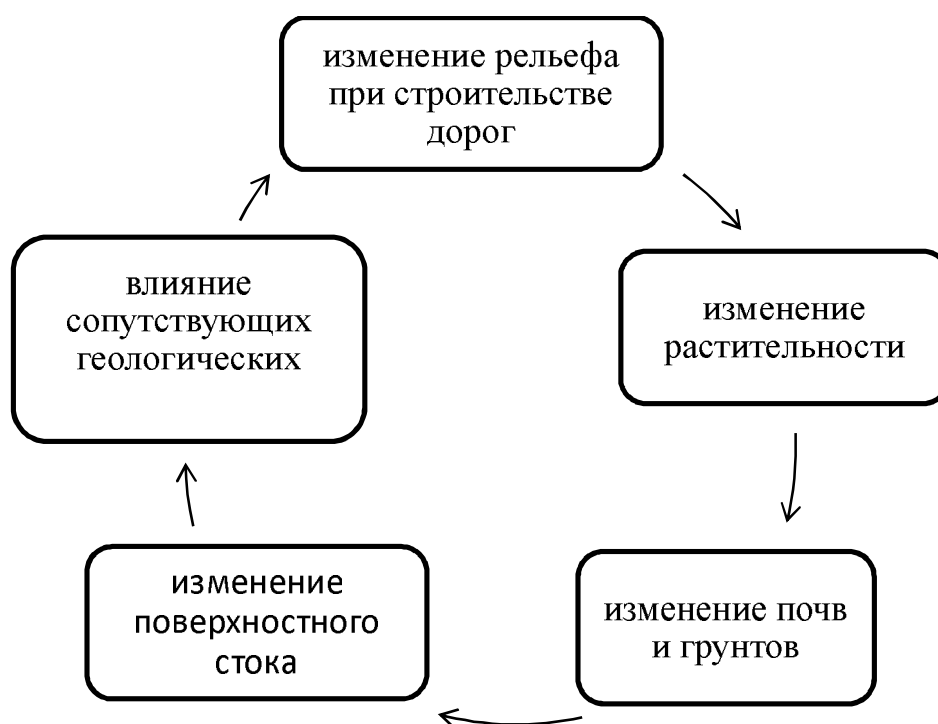 изменение рельефа
при строительстве
дорог
изменение
растительности
изменение почв
и грунтов
изменение
поверхностного
стока
влияние
сопутствующих
геологических